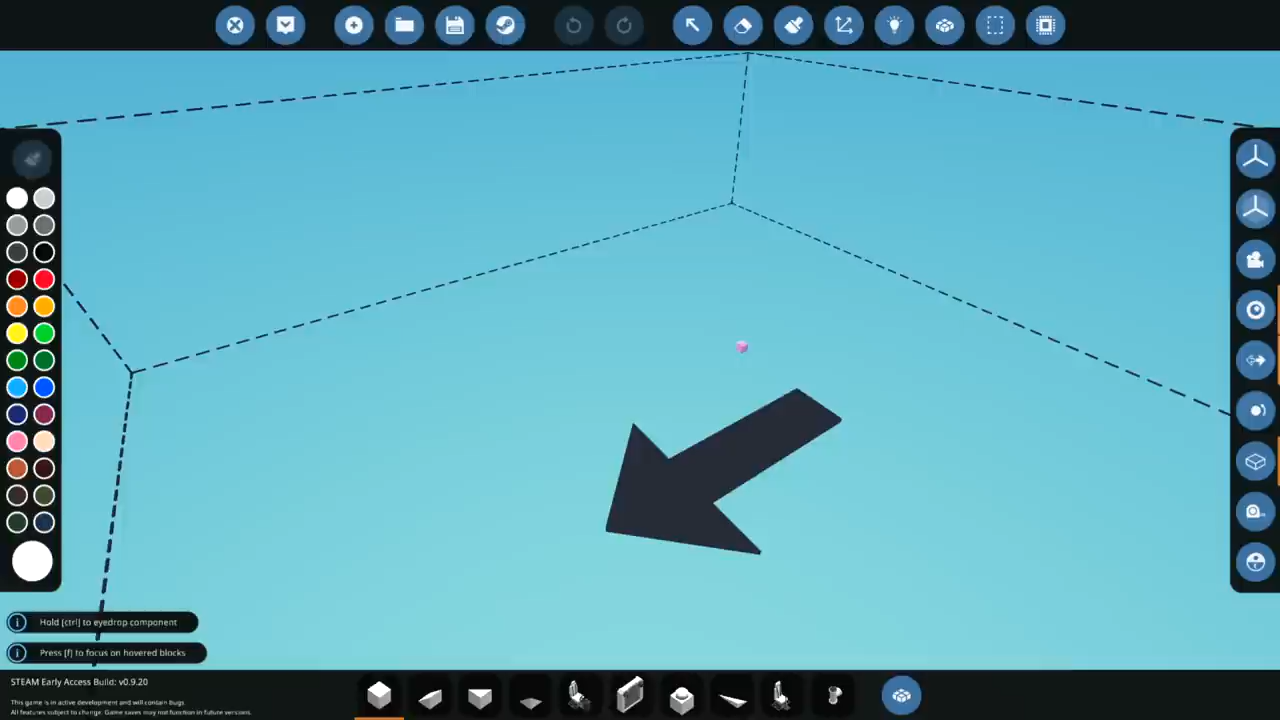 Hold [ctrl] to eyedrop component
Press [f] to focus on hovered blocks
STEAM Early Access Build: v0.9.20
This game is in active development and will contain bugs.
All features subject to change. Game saves may not function in future versions.